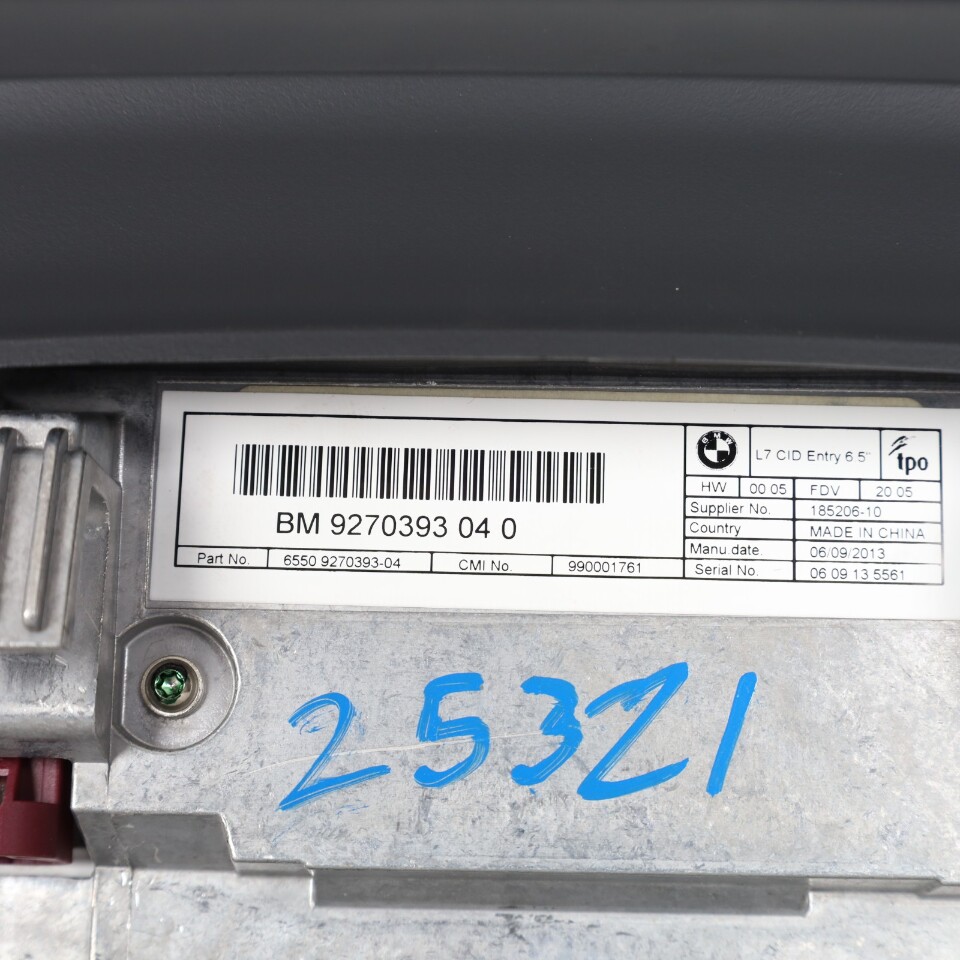 BMW
L7 CID Entry 6.5"
tpo
HW 00 05 FDV 20 05
Supplier No. 185206-10
Country MADE IN CHINA
Manu.date. 06/09/2013
Serial No. 06 09 13 5561
BM 9270393 04 0
Part No. 6550 9270393-04 CMI No. 990001761
25321